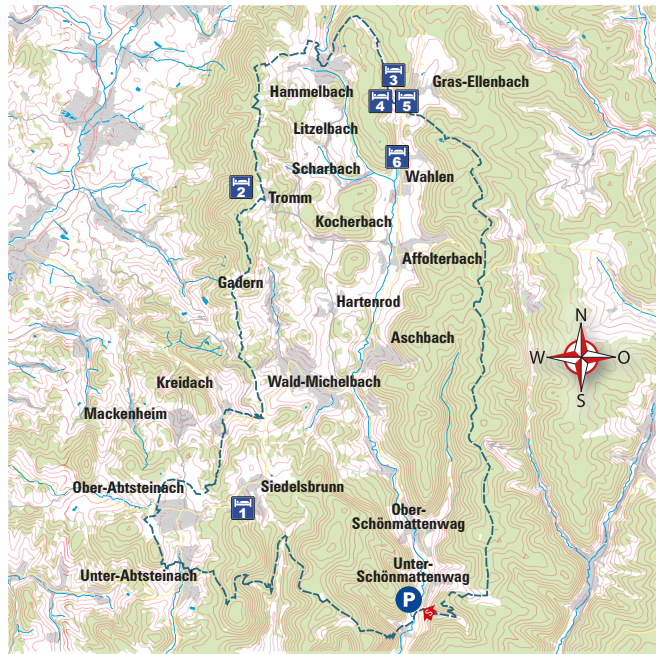 3
Hammelbach
Gras-Ellenbach
4
5
Litzelbach
6
Scharbach
Wahlen
2
Tromm
Kocherbach
Affolterbach
Gadern
Hartenrod
N
Aschbach
W
O
S
Kreidach
Wald-Michelbach
Mackenheim
Ober-Abtsteinach
Siedelsbrunn
1
Ober-
Schönmattenwag
Unter-Abtsteinach
Unter-
Schönmattenwag
P
S